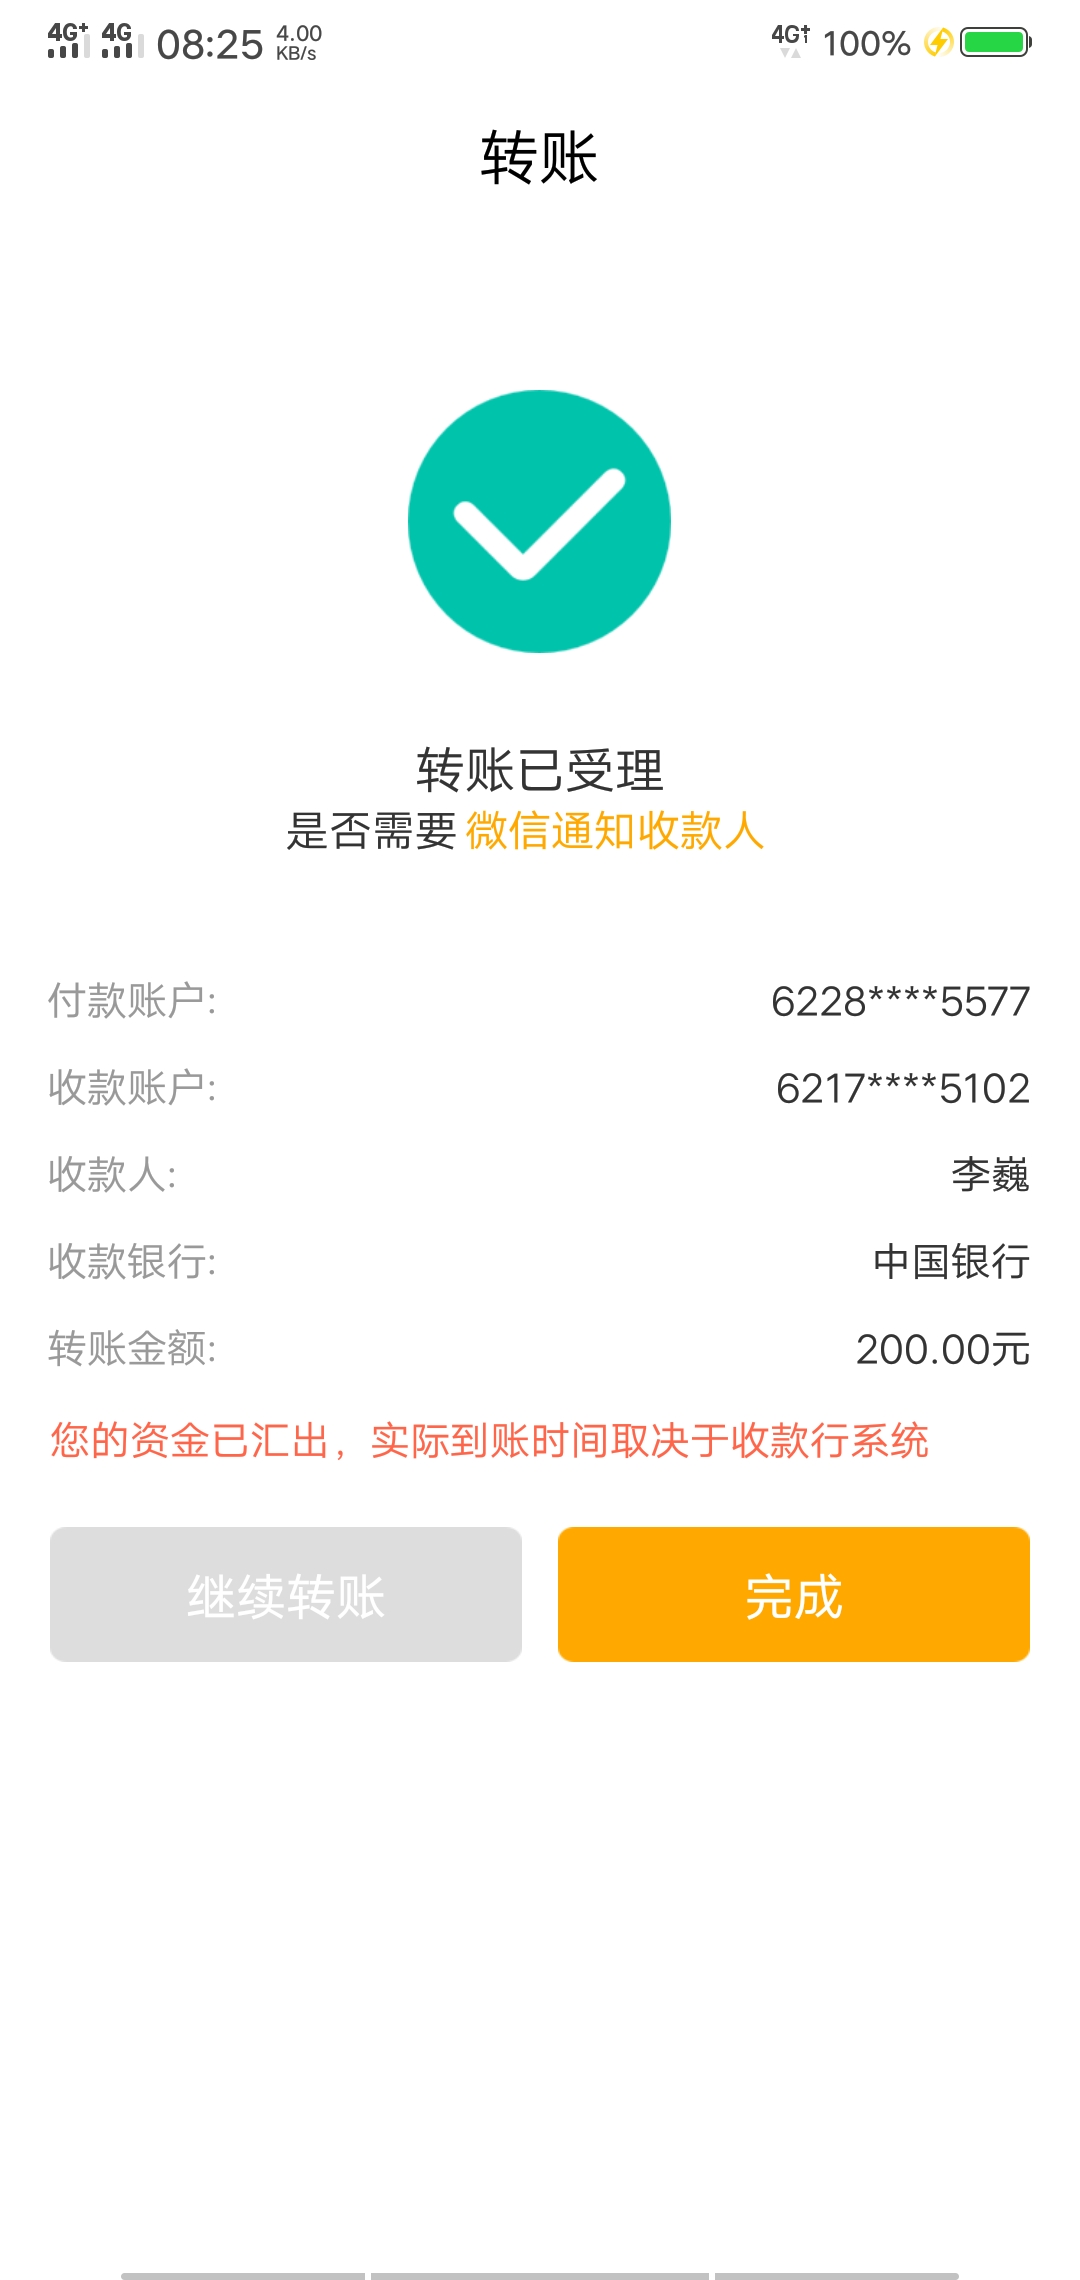 4G+ 4G 08:25 4.00 KB/s 4G+ 100%
转账
转账已受理
是否需要 微信通知收款人
付款账户: 6228****5577
收款账户: 6217****5102
收款人: 李巍
收款银行: 中国银行
转账金额: 200.00元
您的资金已汇出，实际到账时间取决于收款行系统
继续转账 完成